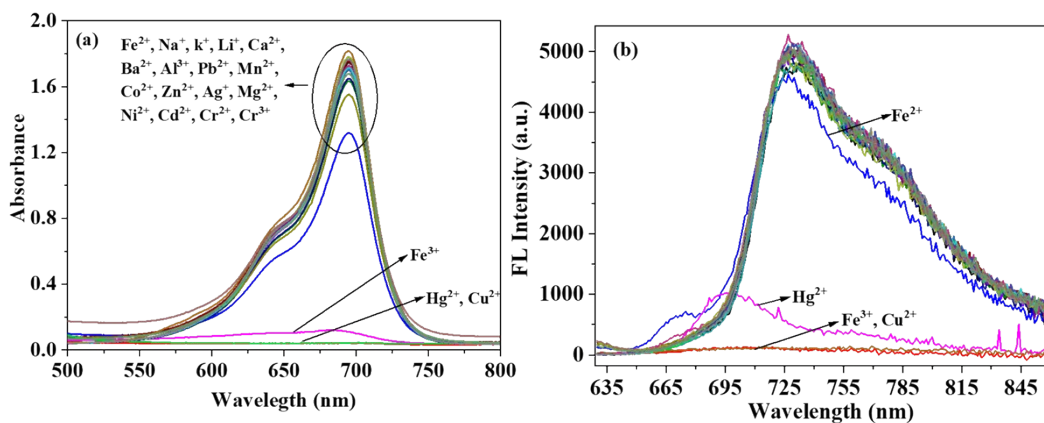 2.0
1.6
1.2
0.8
0.4
0.0
Absorbance
(a)
Fe²⁺, Na⁺, k⁺, Li⁺, Ca²⁺,
Ba²⁺, Al³⁺, Pb²⁺, Mn²⁺,
Co²⁺, Zn²⁺, Ag⁺, Mg²⁺,
Ni²⁺, Cd²⁺, Cr²⁺, Cr³⁺
Fe³⁺
Hg²⁺, Cu²⁺
500 550 600 650 700 750 800
Wavelegth (nm)
5000
4000
3000
2000
1000
0
FL Intensity (a.u.)
(b)
Fe²⁺
Hg²⁺
Fe³⁺, Cu²⁺
635 665 695 725 755 785 815 845
Wavelength (nm)